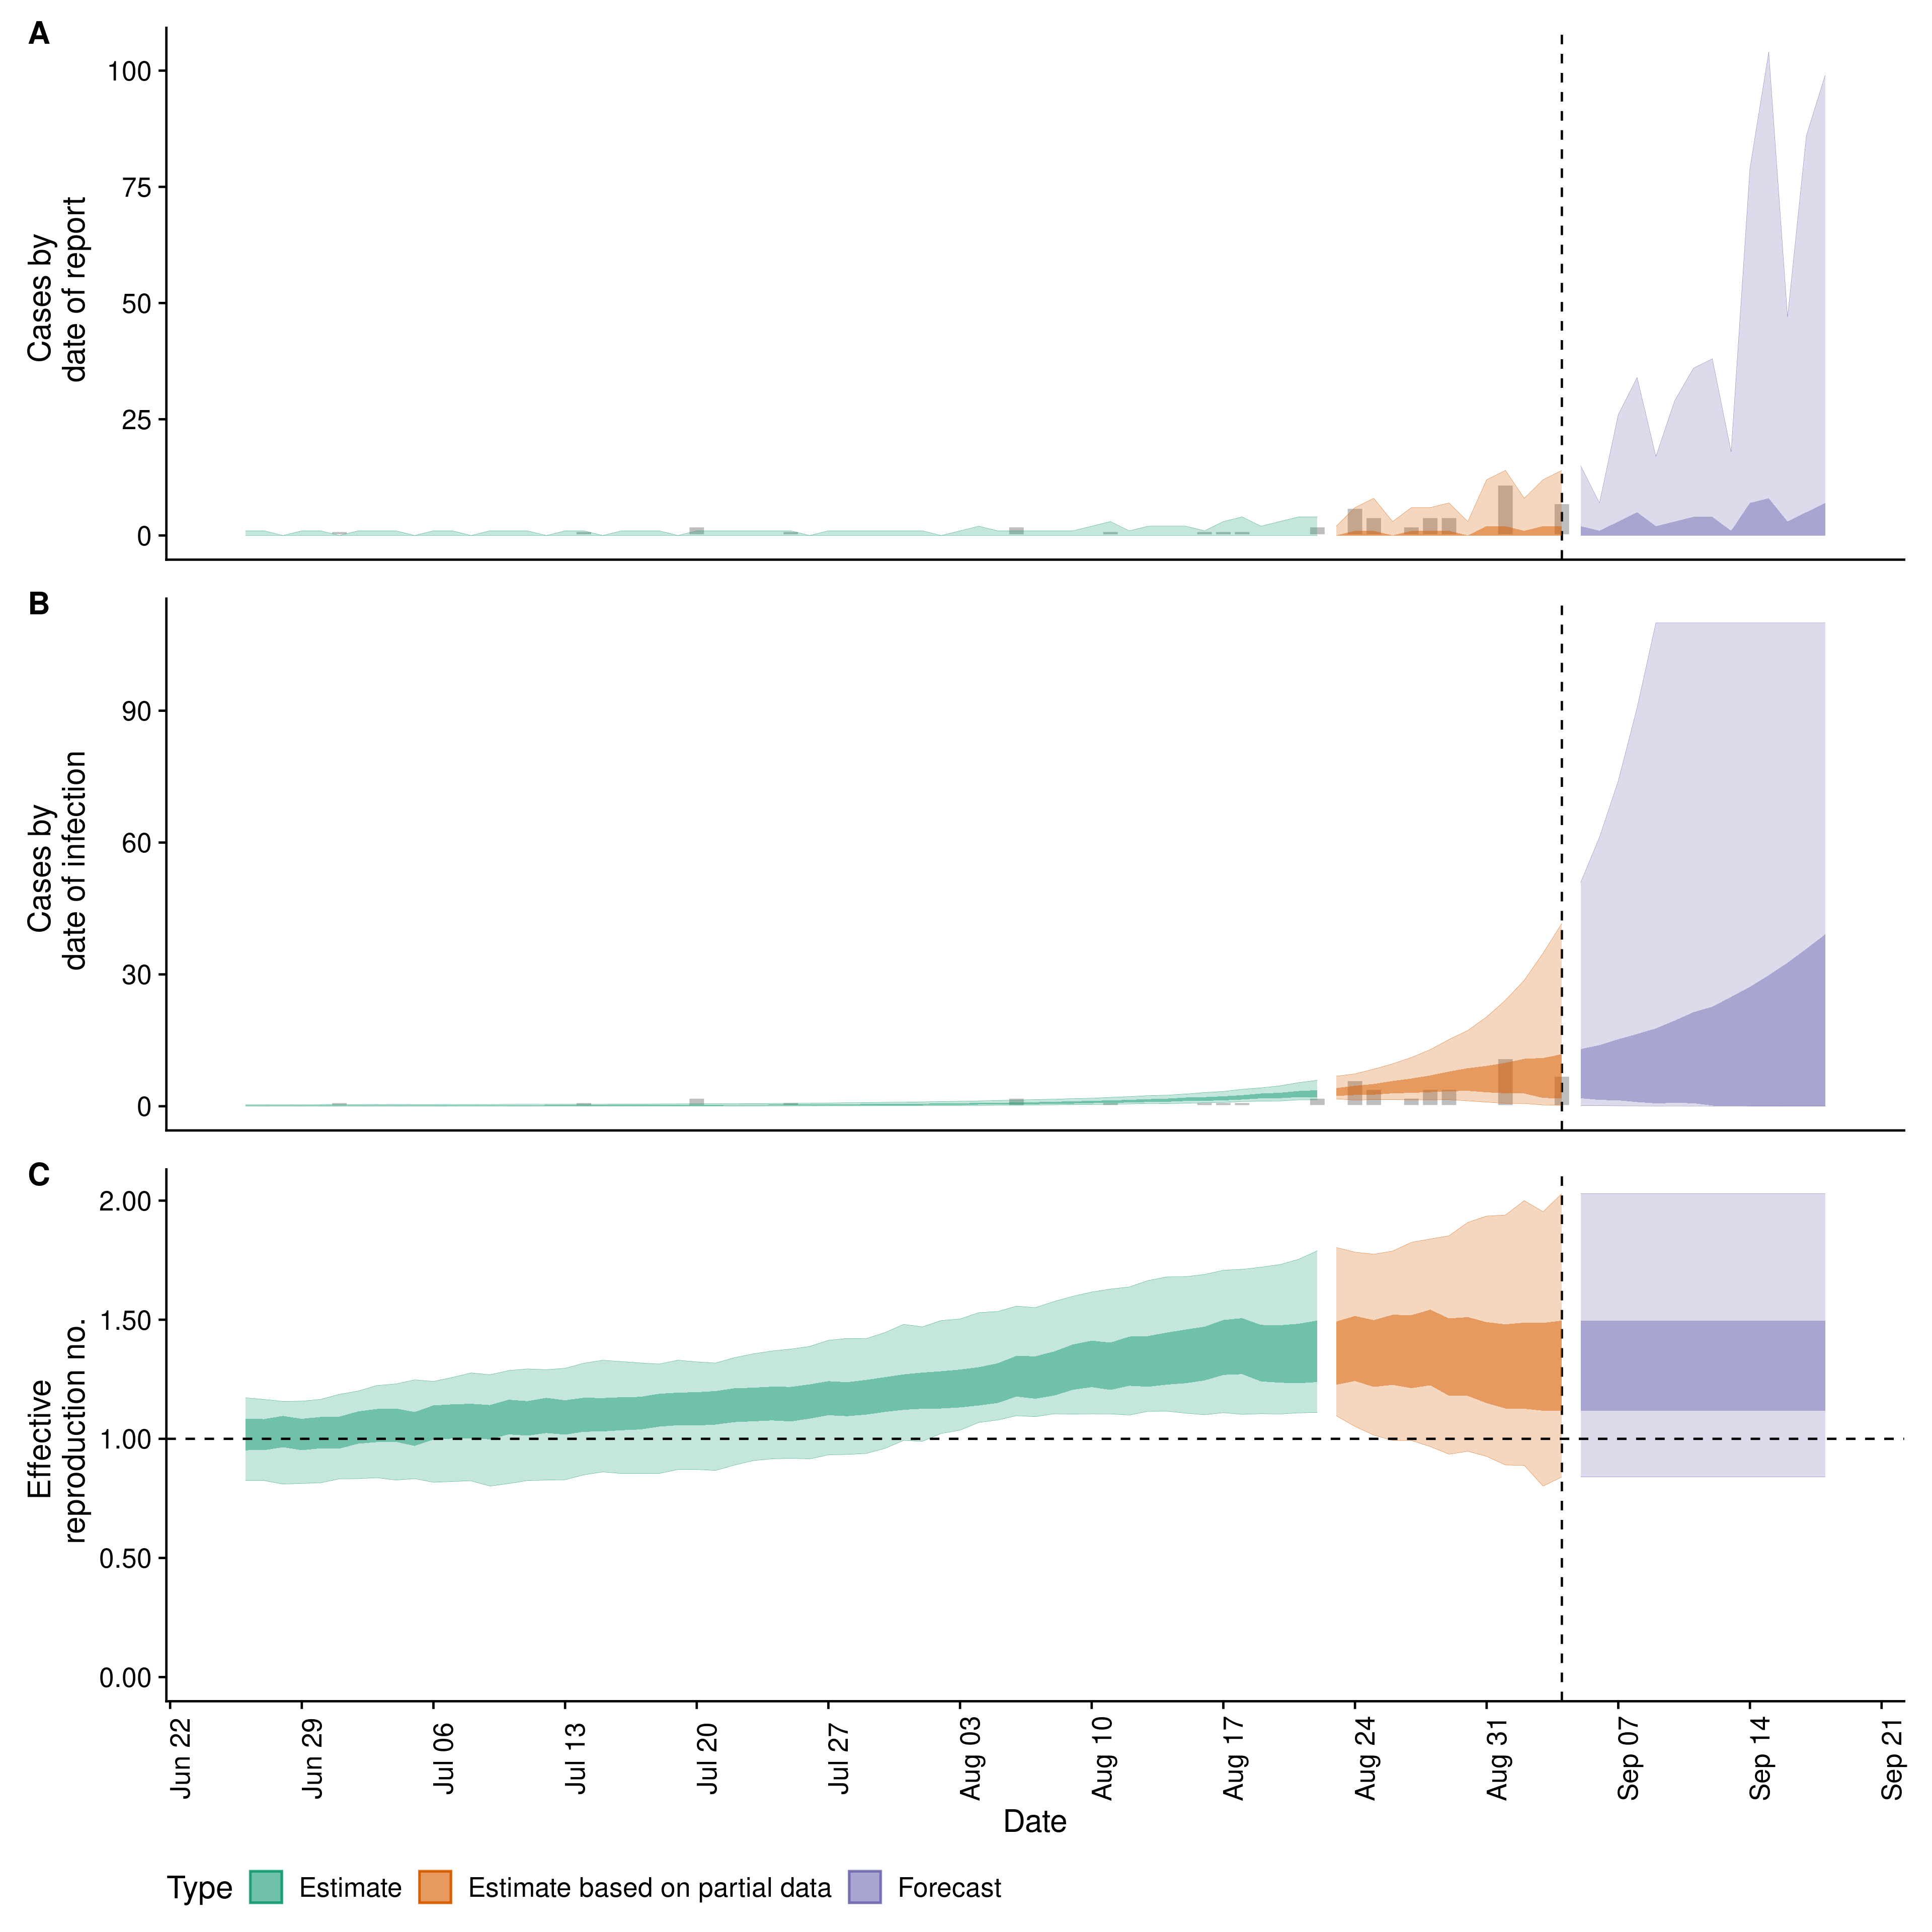 A
100
75
50
25
0
Cases by
date of report
B
90
60
30
0
Cases by
date of infection
C
2.00
1.50
1.00
0.50
0.00
Effective
reproduction no.
Jun 22
Jun 29
Jul 06
Jul 13
Jul 20
Jul 27
Aug 03
Aug 10
Aug 17
Aug 24
Aug 31
Sep 07
Sep 14
Sep 21
Date
Type Estimate Estimate based on partial data Forecast